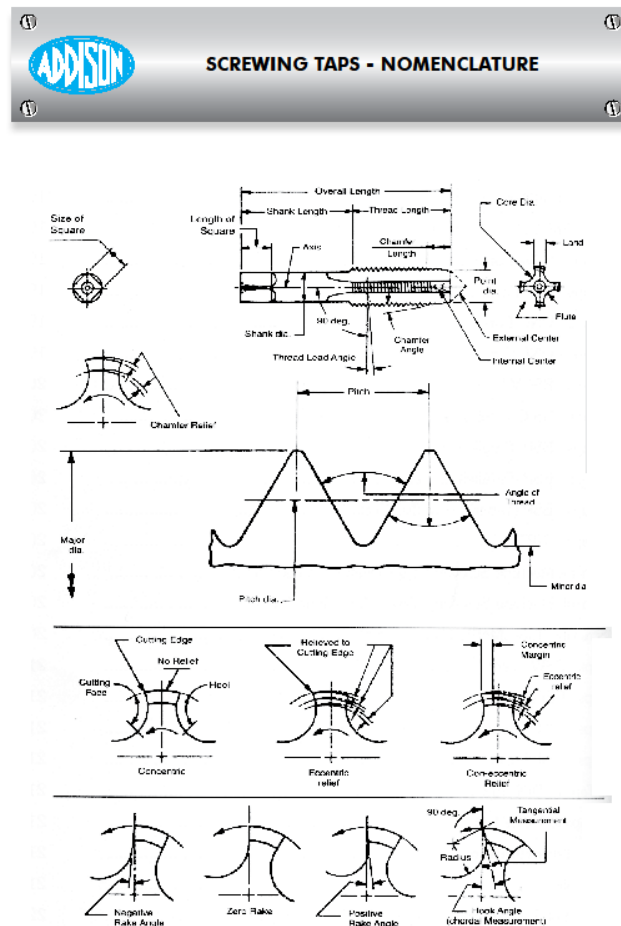 ADDISON
SCREWING TAPS - NOMENCLATURE
Overall Length
Size of
Square
Length of
Square
Shank Length
Thread Length
Core Dia
Land
Axis
Chamfer
Length
Point
dia
Flute
Shank dia.
90 deg.
Chamfer
Angle
External Center
Thread Lead Angle
Internal Center
Pitch
Chamfer Relief
Angle of
Thread
Major
dia.
Minor dia
Pitch dia.
Cutting Edge
No Relief
Cutting
Face
Heel
Concentric
Relieved to
Cutting Edge
Eccentric
relief
Concentric
Margin
Eccentric
relief
Con-eccentric
Relief
90 deg.
Tangential
Measurement
Radius
Negative
Rake Angle
Zero Rake
Positive
Rake Angle
Hook Angle
(chordal Measurement)